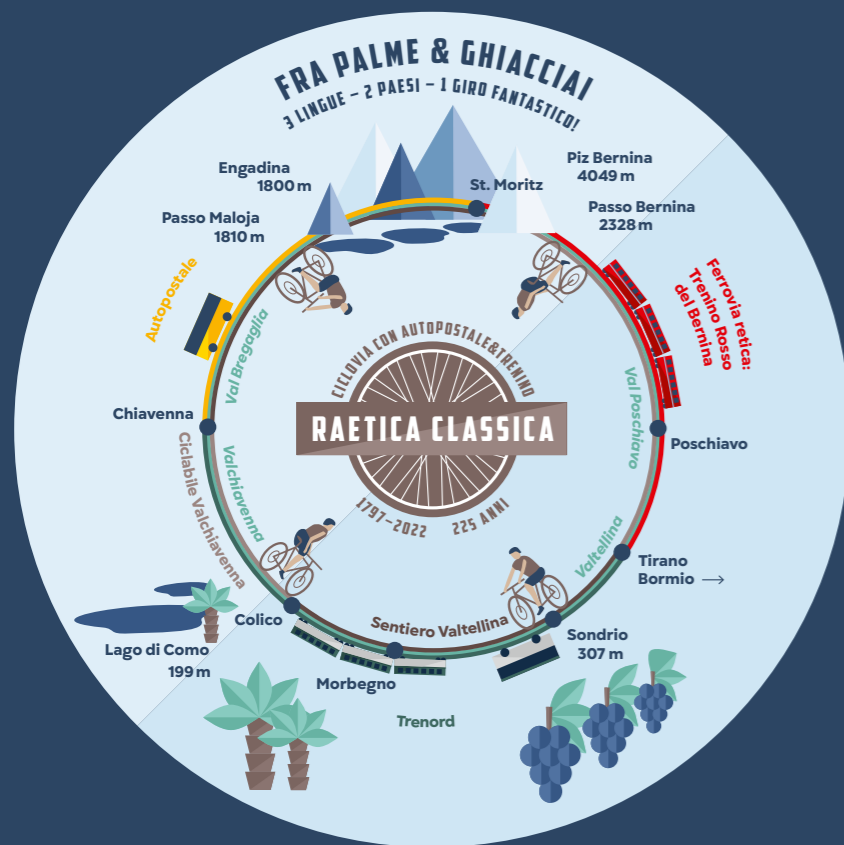 FRA PALME & GHIACCIAI
3 LINGUE – 2 PAESI – 1 GIRO FANTASTICO!
Engadina
1800 m
Piz Bernina
4049 m
St. Moritz
Passo Maloja
1810 m
Passo Bernina
2328 m
Autopostale
Ferrovia retica:
Trenino Rosso
del Bernina
Val Bregaglia
CICLOVIA CON AUTOPOSTALE&TRENINO
RAETICA CLASSICA
1797–2022 225 ANNI
Val Poschiavo
Chiavenna
Poschiavo
Ciclabile Valchiavenna
Valchiavenna
Valtellina
Tirano
Bormio →
Colico
Sentiero Valtellina
Sondrio
307 m
Lago di Como
199 m
Morbegno
Trenord